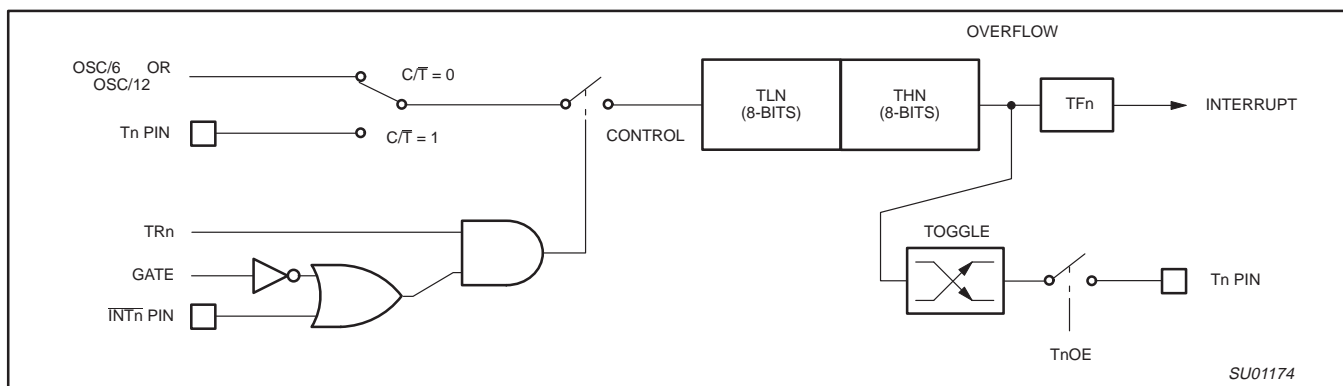 OVERFLOW
OSC/6 OR
OSC/12
C/T̅ = 0
TLN
(8-BITS)
THN
(8-BITS)
TFn
INTERRUPT
Tn PIN
C/T̅ = 1
CONTROL
TRn
TOGGLE
GATE
Tn PIN
I̅N̅T̅n̅ PIN
TnOE
SU01174